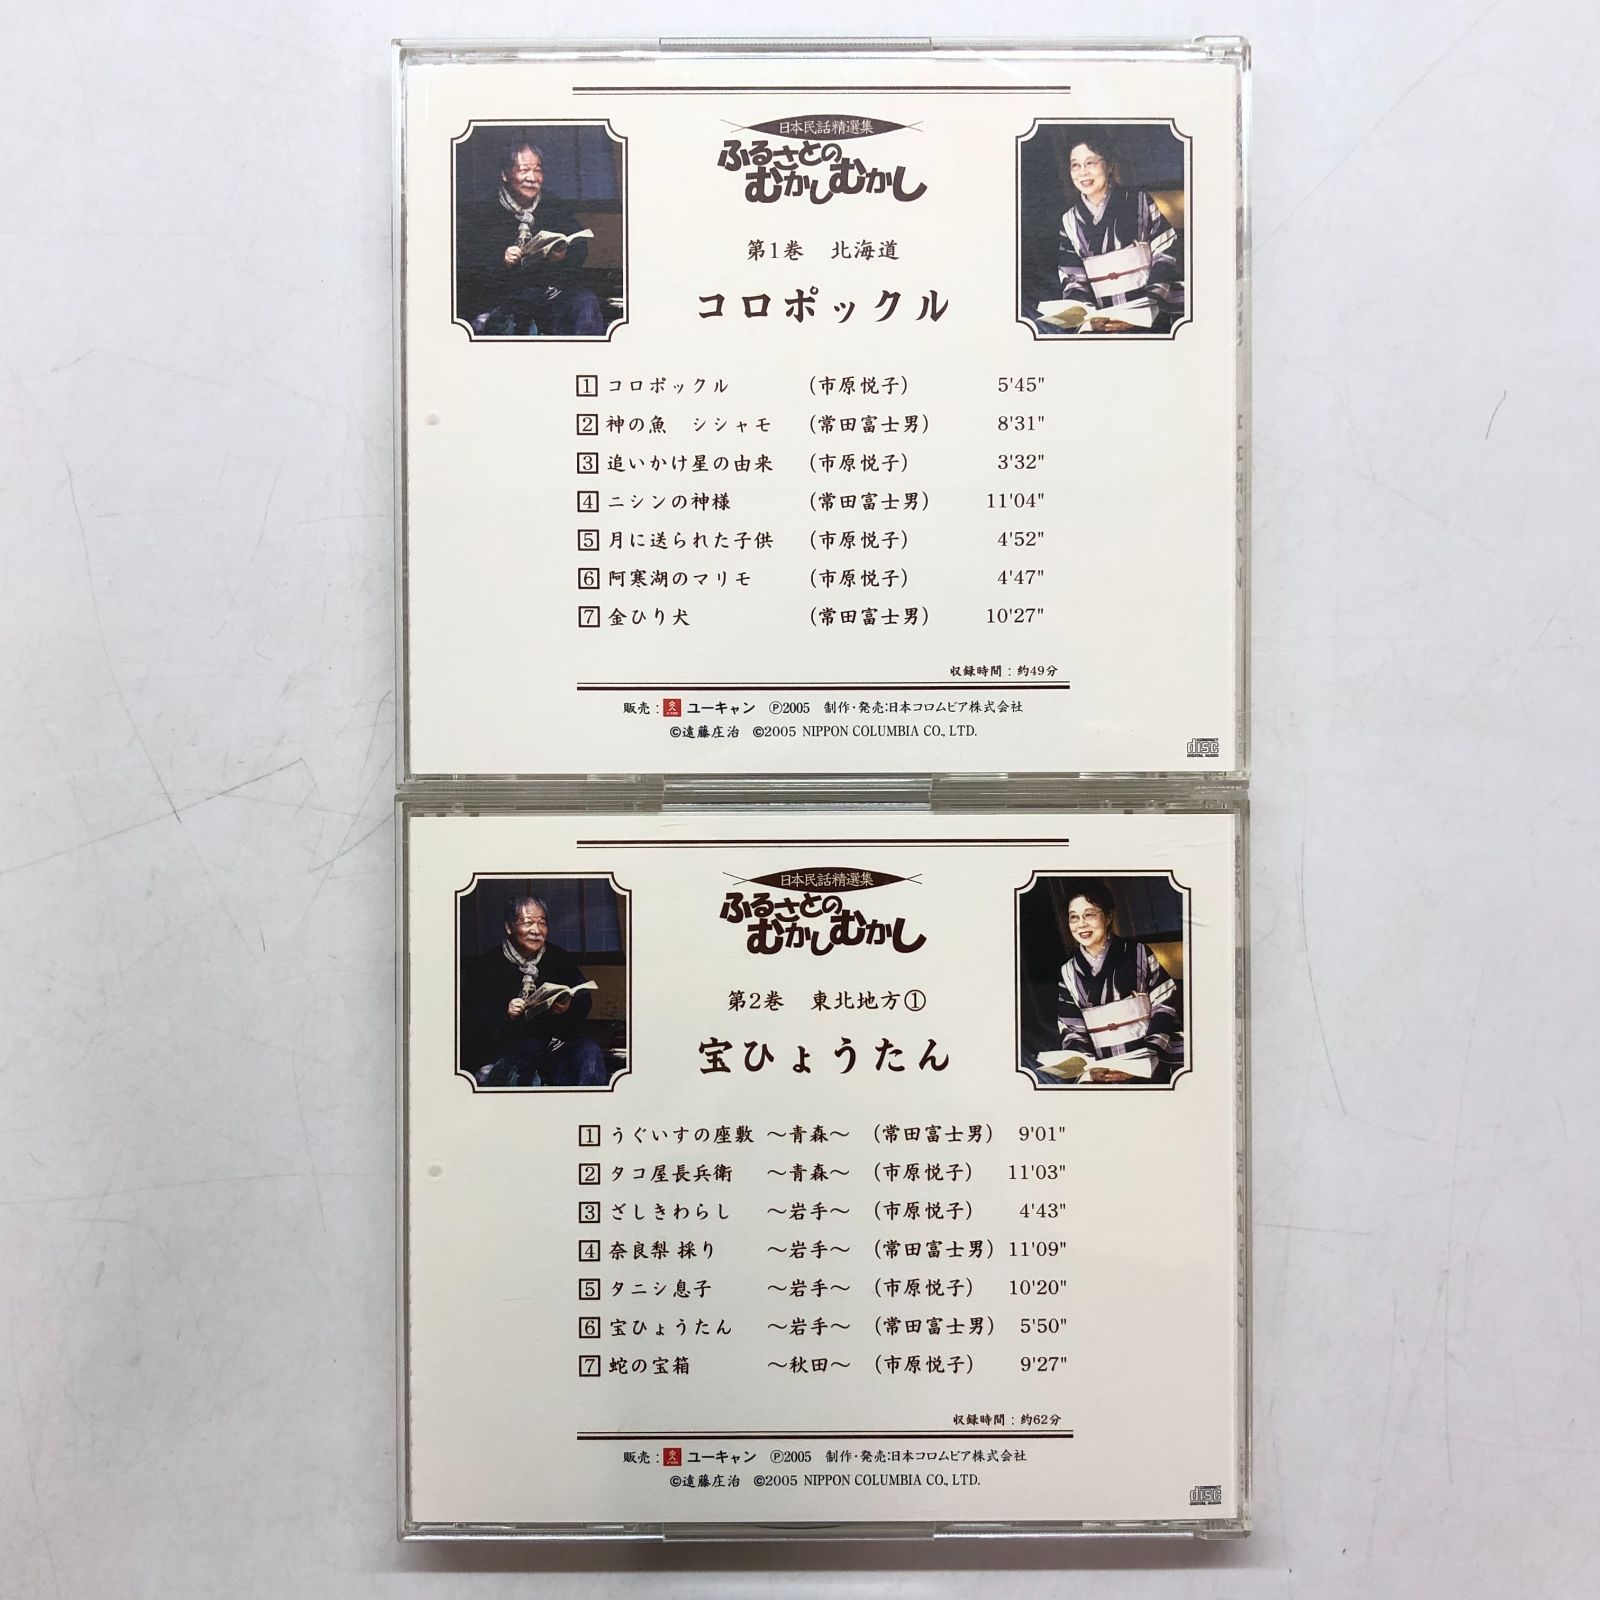 日本民話精選集
ふるさとの
むかしむかし
第1巻　北海道
コロポックル
1 コロポックル (市原悦子) 5'45"
2 神の魚　シシャモ (常田富士男) 8'31"
3 追いかけ星の由来 (市原悦子) 3'32"
4 ニシンの神様 (常田富士男) 11'04"
5 月に送られた子供 (市原悦子) 4'52"
6 阿寒湖のマリモ (市原悦子) 4'47"
7 金ひり犬 (常田富士男) 10'27"
収録時間：約49分
販売：ユーキャン Ⓟ2005 制作・発売:日本コロムビア株式会社
©遠藤庄治 ©2005 NIPPON COLUMBIA CO., LTD.
COMPACT
disc
DIGITAL AUDIO
日本民話精選集
ふるさとの
むかしむかし
第2巻　東北地方①
宝ひょうたん
1 うぐいすの座敷 〜青森〜 (常田富士男) 9'01"
2 タコ屋長兵衛 〜青森〜 (市原悦子) 11'03"
3 ざしきわらし 〜岩手〜 (市原悦子) 4'43"
4 奈良梨採り 〜岩手〜 (常田富士男) 11'09"
5 タニシ息子 〜岩手〜 (市原悦子) 10'20"
6 宝ひょうたん 〜岩手〜 (常田富士男) 5'50"
7 蛇の宝箱 〜秋田〜 (市原悦子) 9'27"
収録時間：約62分
販売：ユーキャン Ⓟ2005 制作・発売:日本コロムビア株式会社
©遠藤庄治 ©2005 NIPPON COLUMBIA CO., LTD.
COMPACT
disc
DIGITAL AUDIO